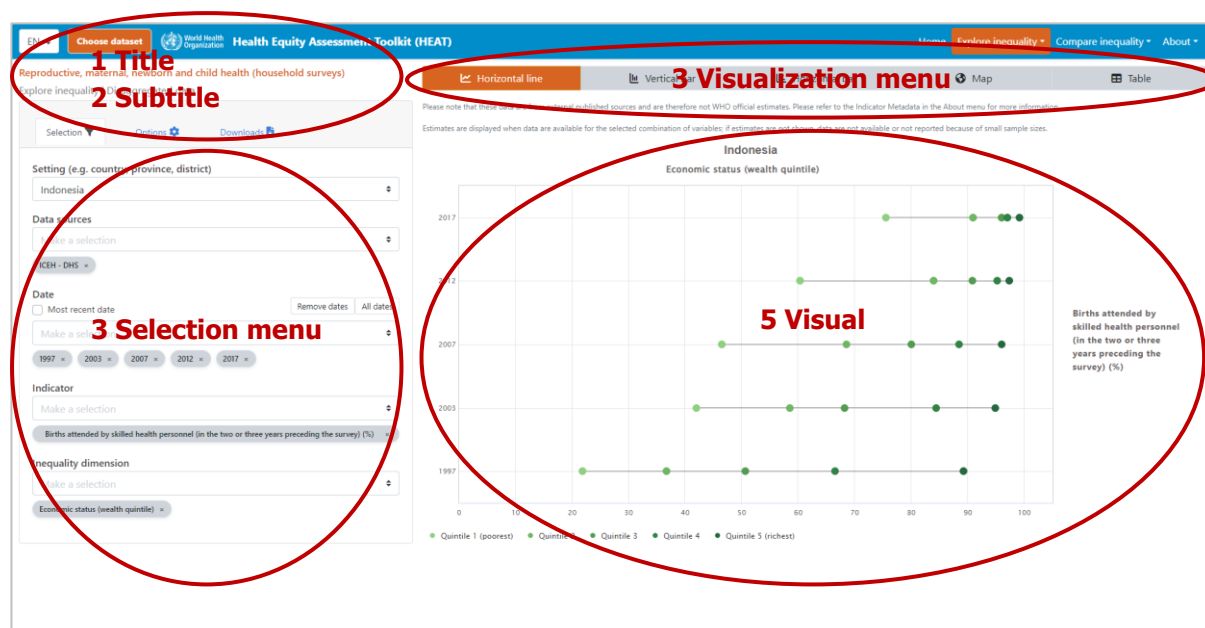 EN Choose dataset World Health Organization Health Equity Assessment Toolkit (HEAT) Home Explore inequality Compare inequality About
1 Title
Reproductive, maternal, newborn and child health (household surveys)
2 Subtitle
Explore inequality
3 Visualization menu
Horizontal line Vertical bar Map Table
Please note that these data are from external published sources and are therefore not WHO official estimates. Please refer to the Indicator Metadata in the About menu for more information.
Estimates are displayed when data are available for the selected combination of variables; if estimates are not shown, data are not available or not reported because of small sample sizes.
Selection Options Downloads
Setting (e.g. country, province, district)
Indonesia
Data sources
Make a selection
ICEH - DHS ×
Date
Most recent date Remove dates All dates
Make a selection
3 Selection menu
1997 × 2003 × 2007 × 2012 × 2017 ×
Indicator
Make a selection
Births attended by skilled health personnel (in the two or three years preceding the survey) (%) ×
Inequality dimension
Make a selection
Economic status (wealth quintile) ×
Indonesia
Economic status (wealth quintile)
2017
2012
5 Visual
2007
2003
1997
Births attended by
skilled health personnel
(in the two or three
years preceding the
survey) (%)
0 10 20 30 40 50 60 70 80 90 100
Quintile 1 (poorest) Quintile 2 Quintile 3 Quintile 4 Quintile 5 (richest)